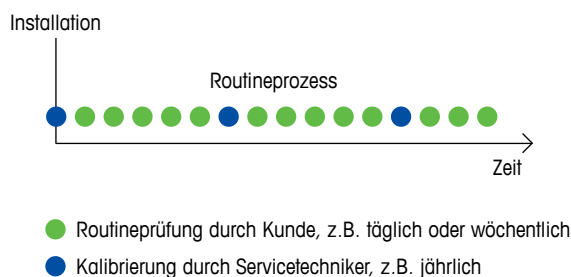 Installation
Routineprozess
Zeit
Routineprüfung durch Kunde, z.B. täglich oder wöchentlich
Kalibrierung durch Servicetechniker, z.B. jährlich